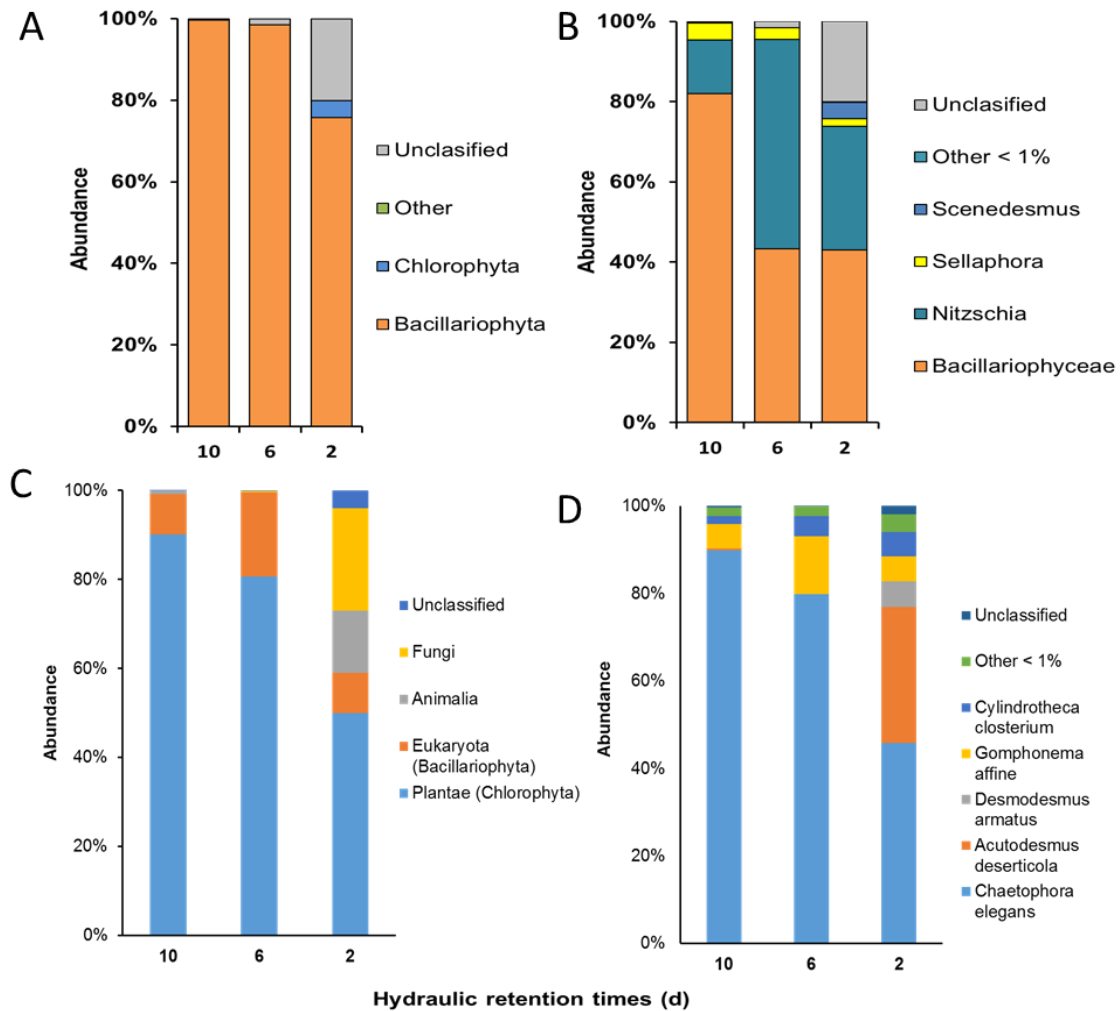 A
Abundance
100%
80%
60%
40%
20%
0%
10 6 2
Unclasified
Other
Chlorophyta
Bacillariophyta
B
Abundance
100%
80%
60%
40%
20%
0%
10 6 2
Unclasified
Other < 1%
Scenedesmus
Sellaphora
Nitzschia
Bacillariophyceae
C
Abundance
100%
80%
60%
40%
20%
0%
10 6 2
Unclassified
Fungi
Animalia
Eukaryota
(Bacillariophyta)
Plantae (Chlorophyta)
D
Abundance
100%
80%
60%
40%
20%
0%
10 6 2
Unclassified
Other < 1%
Cylindrotheca
closterium
Gomphonema
affine
Desmodesmus
armatus
Acutodesmus
deserticola
Chaetophora
elegans
Hydraulic retention times (d)